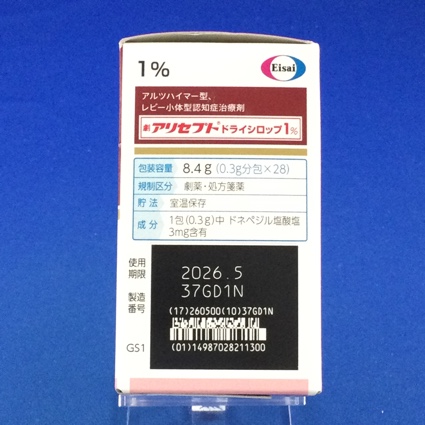 1%
Eisai
アルツハイマー型、
レビー小体型認知症治療剤
劇 アリセプト ドライシロップ1%
包装容量 8.4g (0.3g分包×28)
規制区分 劇薬・処方箋薬
貯法 室温保存
成分 1包(0.3g)中 ドネペジル塩酸塩
3mg含有
使用
期限
2026.5
製造
番号
37GD1N
(17)260500(10)37GD1N
GS1
(01)14987028211300